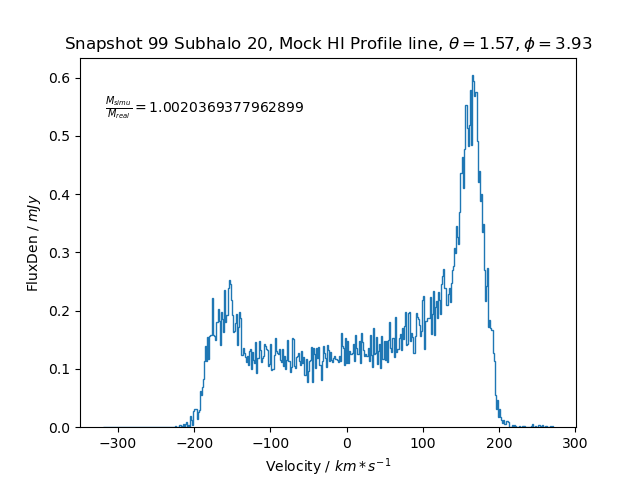 Snapshot 99 Subhalo 20, Mock HI Profile line, θ = 1.57, ϕ = 3.93
M_simu/M_real = 1.0020369377962899
FluxDen / mJy
0.6
0.5
0.4
0.3
0.2
0.1
0.0
−300 −200 −100 0 100 200 300
Velocity / km * s^−1